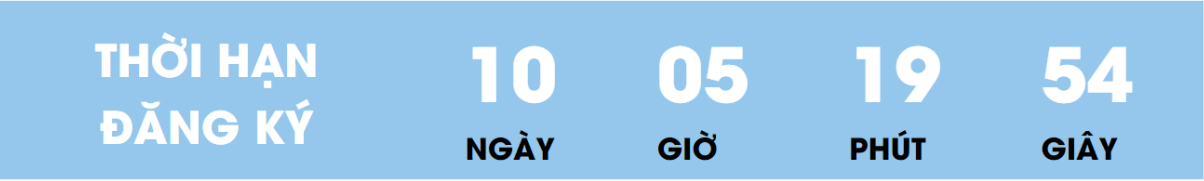 THỜI HẠN
ĐĂNG KÝ
10 05 19 54
NGÀY GIỜ PHÚT GIÂY